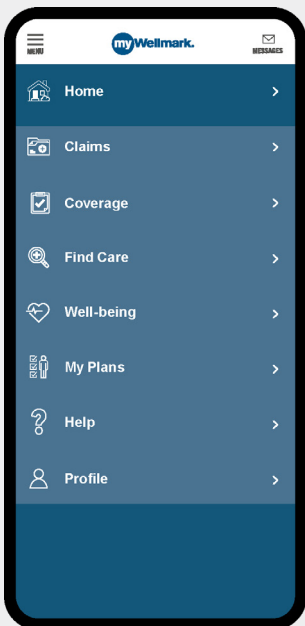 MENU
myWellmark.
MESSAGES
Home
Claims
Coverage
Find Care
Well-being
My Plans
Help
Profile